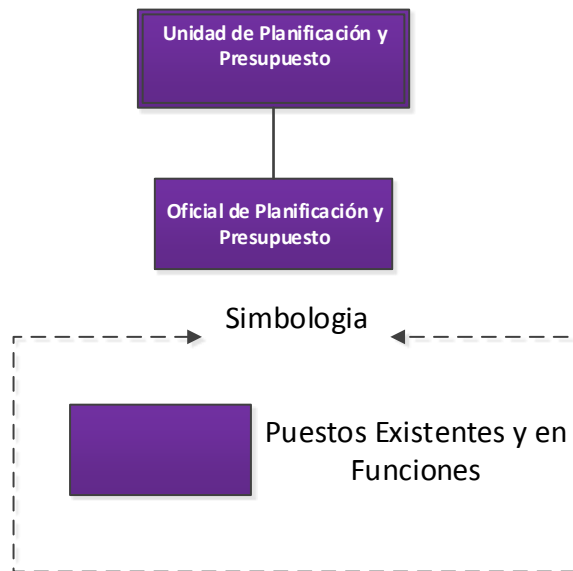 Unidad de Planificación y
Presupuesto
Oficial de Planificación y
Presupuesto
Simbologia
Puestos Existentes y en
Funciones